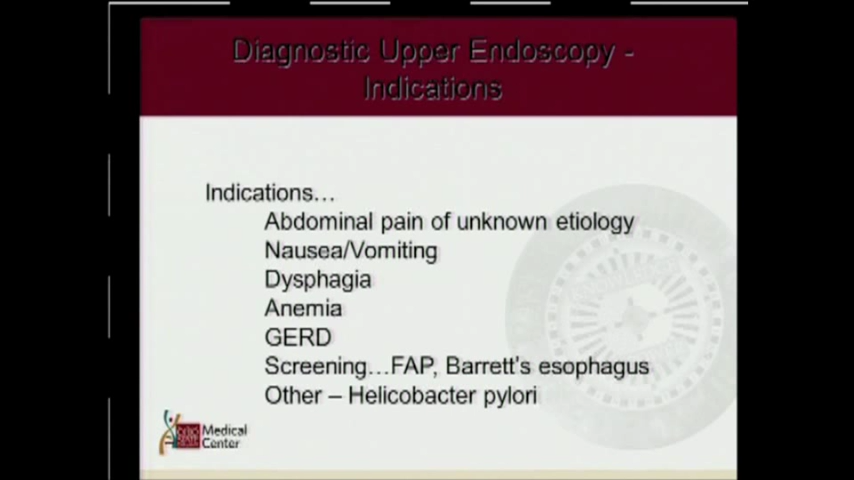 Diagnostic Upper Endoscopy -
Indications
Indications…
Abdominal pain of unknown etiology
Nausea/Vomiting
Dysphagia
Anemia
GERD
Screening…FAP, Barrett's esophagus
Other – Helicobacter pylori
Medical
Center